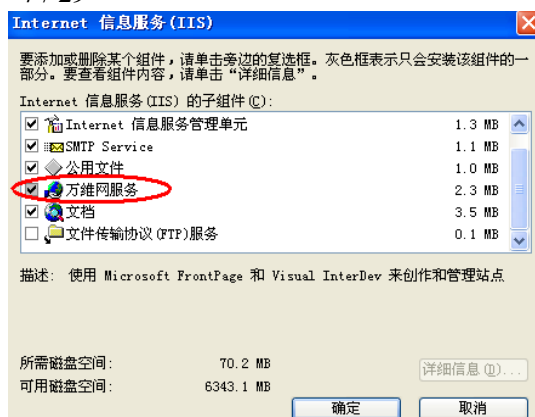 Internet 信息服务(IIS)
要添加或删除某个组件，请单击旁边的复选框。灰色框表示只会安装该组件的一
部分。要查看组件内容，请单击“详细信息”。
Internet 信息服务(IIS) 的子组件(C):
Internet 信息服务管理单元 1.3 MB
SMTP Service 1.1 MB
公用文件 1.0 MB
万维网服务 2.3 MB
文档 3.5 MB
文件传输协议(FTP)服务 0.1 MB
描述: 使用 Microsoft FrontPage 和 Visual InterDev 来创作和管理站点
所需磁盘空间: 70.2 MB
详细信息(D)...
可用磁盘空间: 6343.1 MB
确定 取消